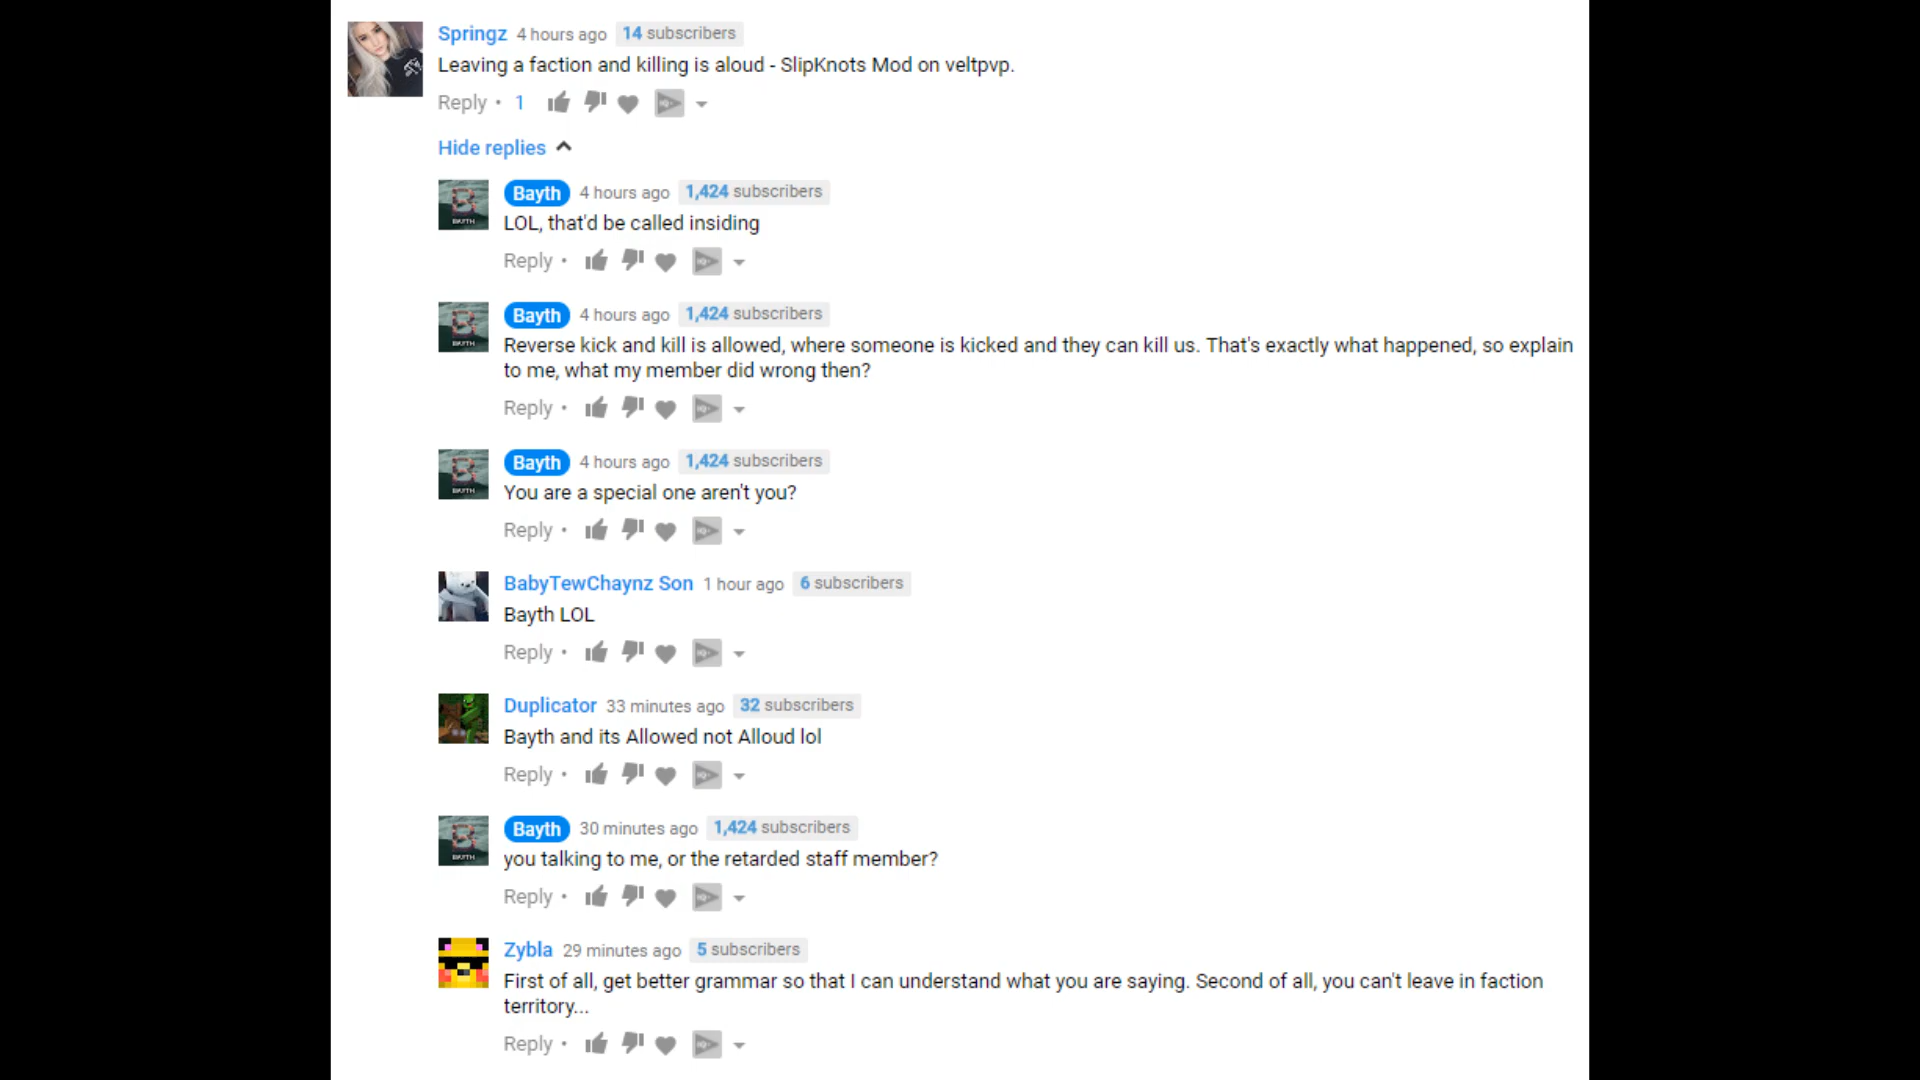 Springz 4 hours ago 14 subscribers
Leaving a faction and killing is aloud - SlipKnots Mod on veltpvp.
Reply • 1
Hide replies
BAYTH
Bayth 4 hours ago 1,424 subscribers
LOL, that'd be called insiding
Reply •
BAYTH
Bayth 4 hours ago 1,424 subscribers
Reverse kick and kill is allowed, where someone is kicked and they can kill us. That's exactly what happened, so explain
to me, what my member did wrong then?
Reply •
BAYTH
Bayth 4 hours ago 1,424 subscribers
You are a special one aren't you?
Reply •
BabyTewChaynz Son 1 hour ago 6 subscribers
Bayth LOL
Reply •
Duplicator 33 minutes ago 32 subscribers
Bayth and its Allowed not Alloud lol
Reply •
BAYTH
Bayth 30 minutes ago 1,424 subscribers
you talking to me, or the retarded staff member?
Reply •
Zybla 29 minutes ago 5 subscribers
First of all, get better grammar so that I can understand what you are saying. Second of all, you can't leave in faction
territory...
Reply •